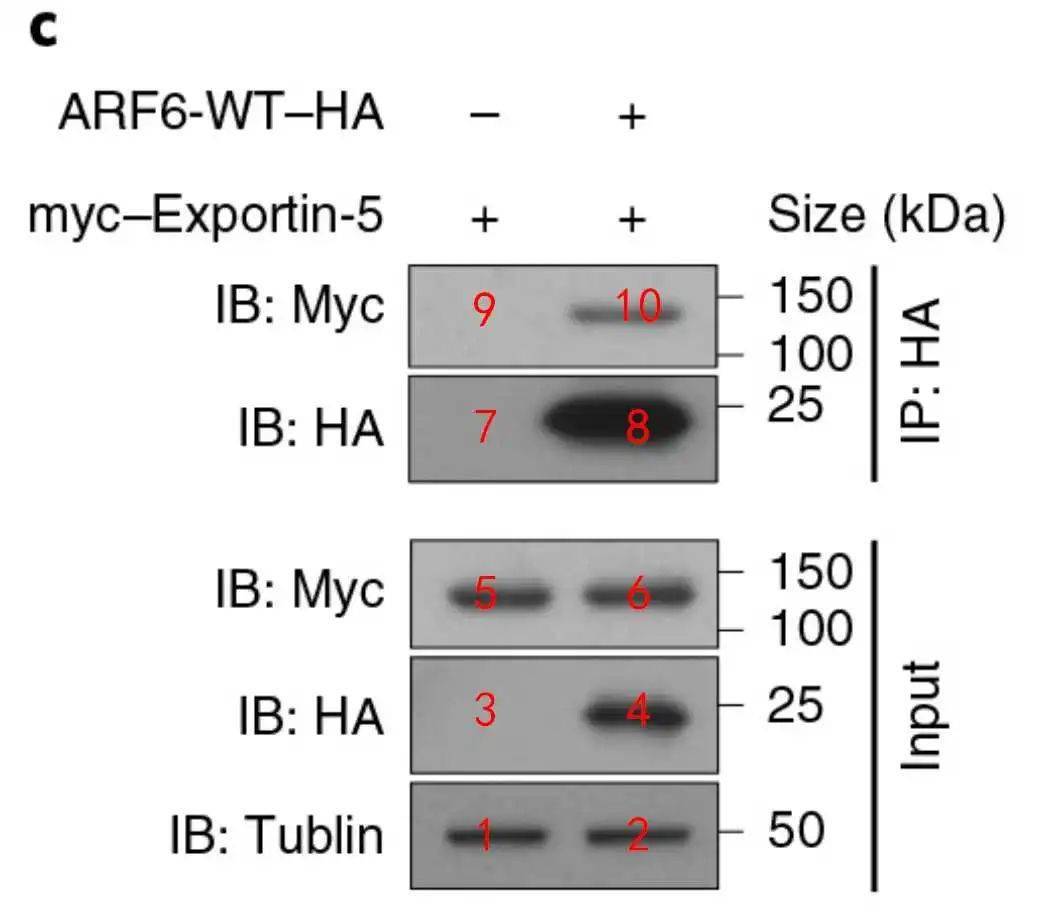 c
ARF6-WT–HA – +
myc–Exportin-5 + + Size (kDa)
IB: Myc 9 10 150
100
IB: HA 7 8 25
IP: HA
IB: Myc 5 6 150
100
IB: HA 3 4 25
IB: Tublin 1 2 50
Input